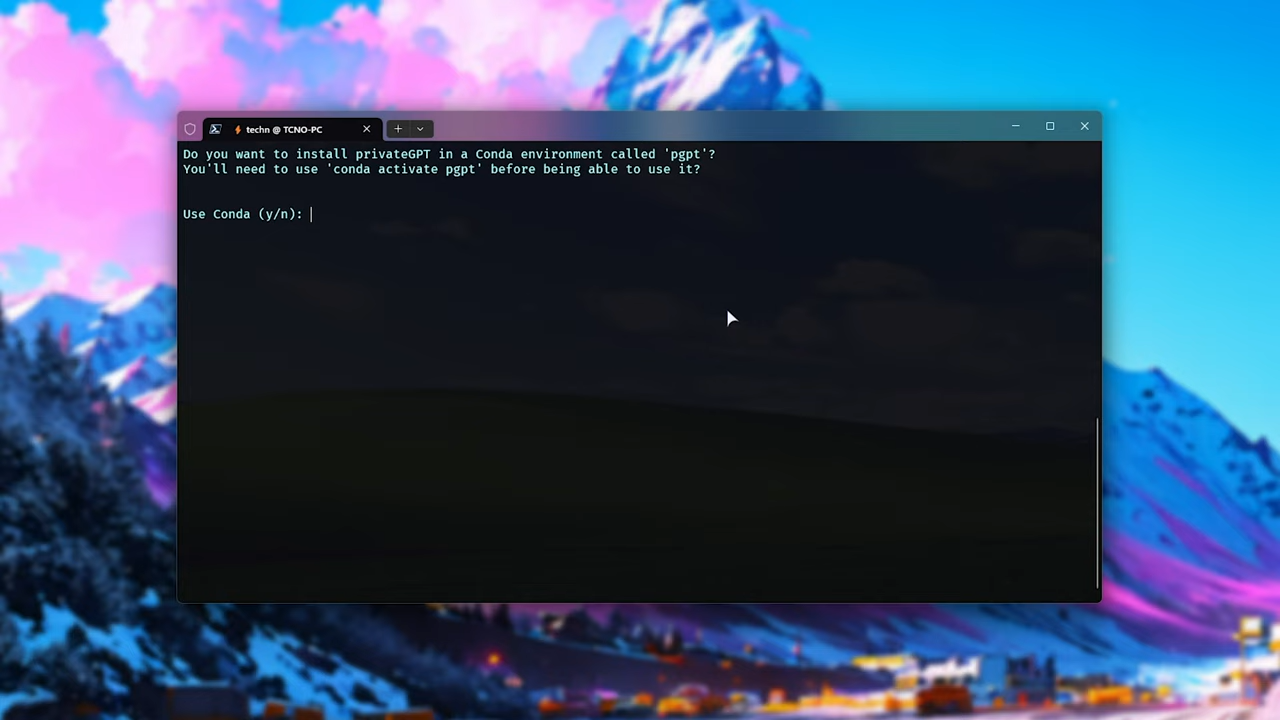 techn @ TCNO-PC
Do you want to install privateGPT in a Conda environment called 'pgpt'?
You'll need to use 'conda activate pgpt' before being able to use it?
Use Conda (y/n):